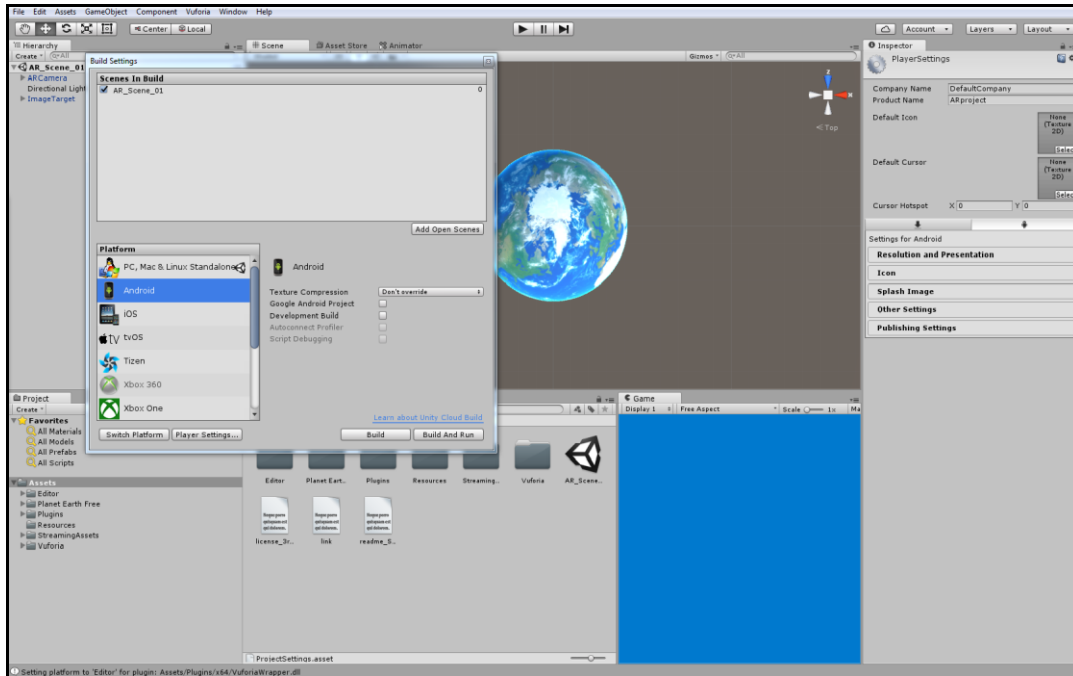 File Edit Assets GameObject Component Vuforia Window Help
Center Local Account Layers Layout
Hierarchy
Create All
AR_Scene_01
ARCamera
Directional Light
ImageTarget
Scene Asset Store Animator
Gizmos All
Top
Build Settings
Scenes In Build
AR_Scene_01 0
Add Open Scenes
Platform
PC, Mac & Linux Standalone
Android
iOS
tv tvOS
Tizen
Xbox 360
Xbox One
Android
Texture Compression Don't override
Google Android Project
Development Build
Autoconnect Profiler
Script Debugging
Learn about Unity Cloud Build
Switch Platform Player Settings... Build Build And Run
Inspector
PlayerSettings
Company Name DefaultCompany
Product Name ARproject
Default Icon
None
(Texture
2D)
Selec
Default Cursor
None
(Texture
2D)
Selec
Cursor Hotspot X 0 Y 0
Settings for Android
Resolution and Presentation
Icon
Splash Image
Other Settings
Publishing Settings
Project
Create
Favorites
All Materials
All Models
All Prefabs
All Scripts
Assets
Editor
Planet Earth Free
Plugins
Resources
StreamingAssets
Vuforia
Editor Planet Eart.. Plugins Resources Streaming.. Vuforia AR_Scene..
license_3r.. link readme_S..
ProjectSettings.asset
Game
Display 1 Free Aspect Scale 1x Ma
Setting platform to 'Editor' for plugin: Assets/Plugins/x64/VuforiaWrapper.dll